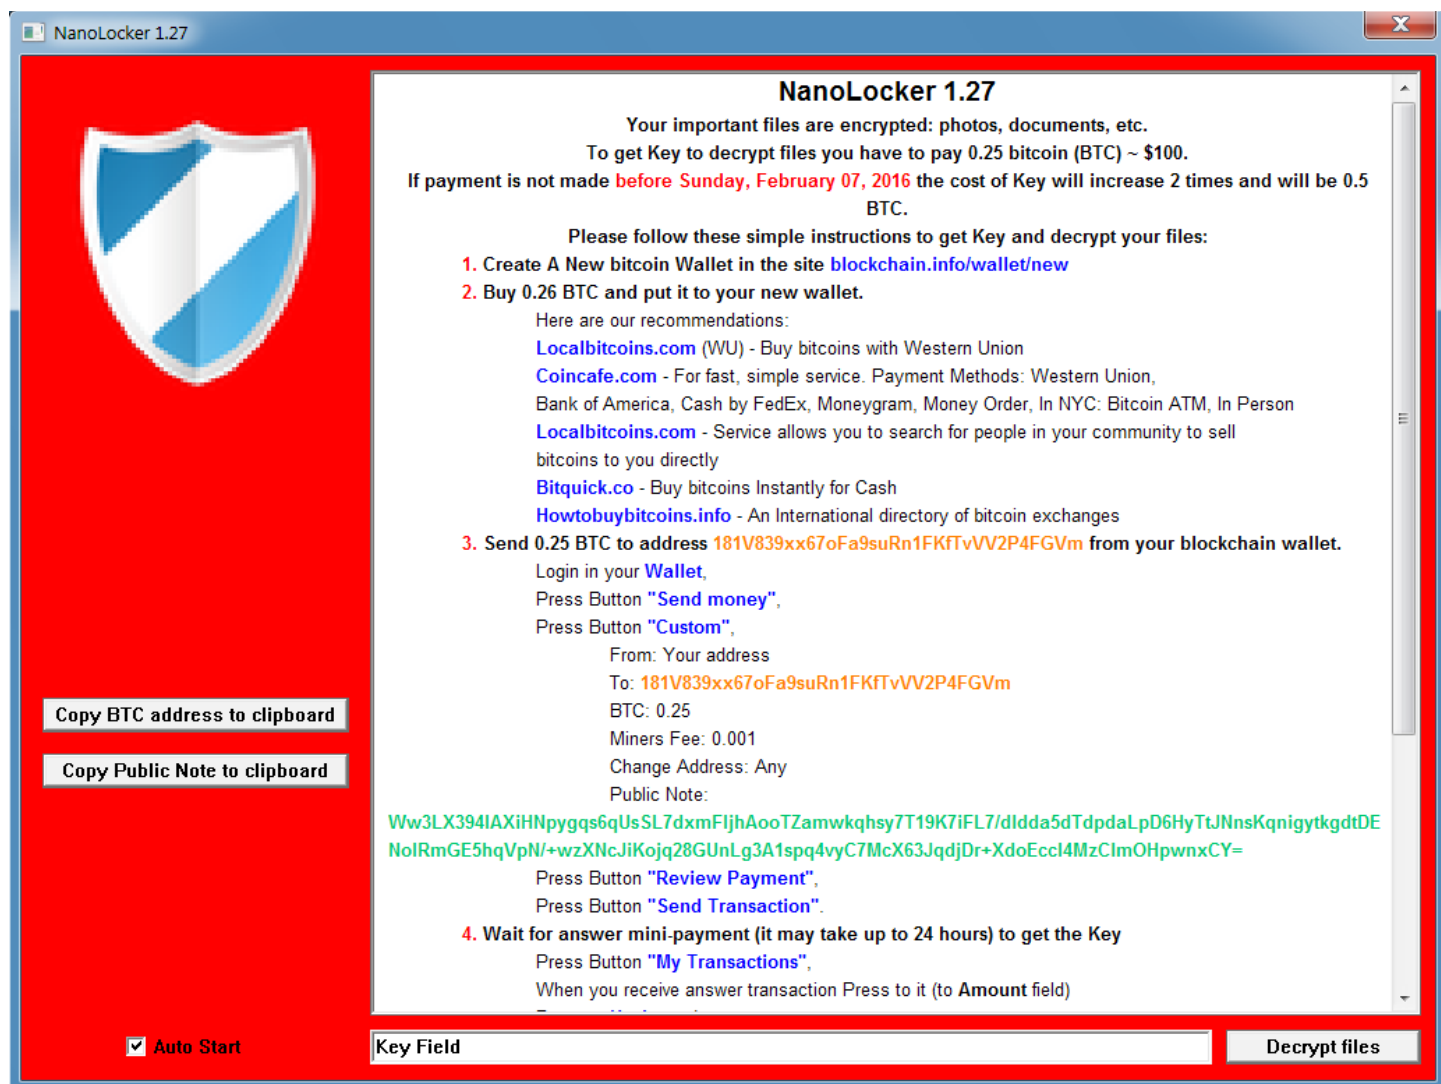 NanoLocker 1.27
NanoLocker 1.27
Your important files are encrypted: photos, documents, etc.
To get Key to decrypt files you have to pay 0.25 bitcoin (BTC) ~ $100.
If payment is not made before Sunday, February 07, 2016 the cost of Key will increase 2 times and will be 0.5
BTC.
Please follow these simple instructions to get Key and decrypt your files:
1. Create A New bitcoin Wallet in the site blockchain.info/wallet/new
2. Buy 0.26 BTC and put it to your new wallet.
Here are our recommendations:
Localbitcoins.com (WU) - Buy bitcoins with Western Union
Coincafe.com - For fast, simple service. Payment Methods: Western Union,
Bank of America, Cash by FedEx, Moneygram, Money Order, In NYC: Bitcoin ATM, In Person
Localbitcoins.com - Service allows you to search for people in your community to sell
bitcoins to you directly
Bitquick.co - Buy bitcoins Instantly for Cash
Howtobuybitcoins.info - An International directory of bitcoin exchanges
3. Send 0.25 BTC to address 181V839xx67oFa9suRn1FKfTvVV2P4FGVm from your blockchain wallet.
Login in your Wallet,
Press Button "Send money",
Press Button "Custom",
From: Your address
To: 181V839xx67oFa9suRn1FKfTvVV2P4FGVm
BTC: 0.25
Miners Fee: 0.001
Change Address: Any
Public Note:
Ww3LX394IAXiHNpygqs6qUsSL7dxmFIjhAooTZamwkqhsy7T19K7iFL7/dIdda5dTdpdaLpD6HyTtJNnsKqnigytkgdtDE
NoIRmGE5hqVpN/+wzXNcJiKojq28GUnLg3A1spq4vyC7McX63JqdjDr+XdoEccI4MzCImOHpwnxCY=
Press Button "Review Payment",
Press Button "Send Transaction".
4. Wait for answer mini-payment (it may take up to 24 hours) to get the Key
Press Button "My Transactions",
When you receive answer transaction Press to it (to Amount field)
Copy BTC address to clipboard
Copy Public Note to clipboard
Auto Start
Key Field
Decrypt files